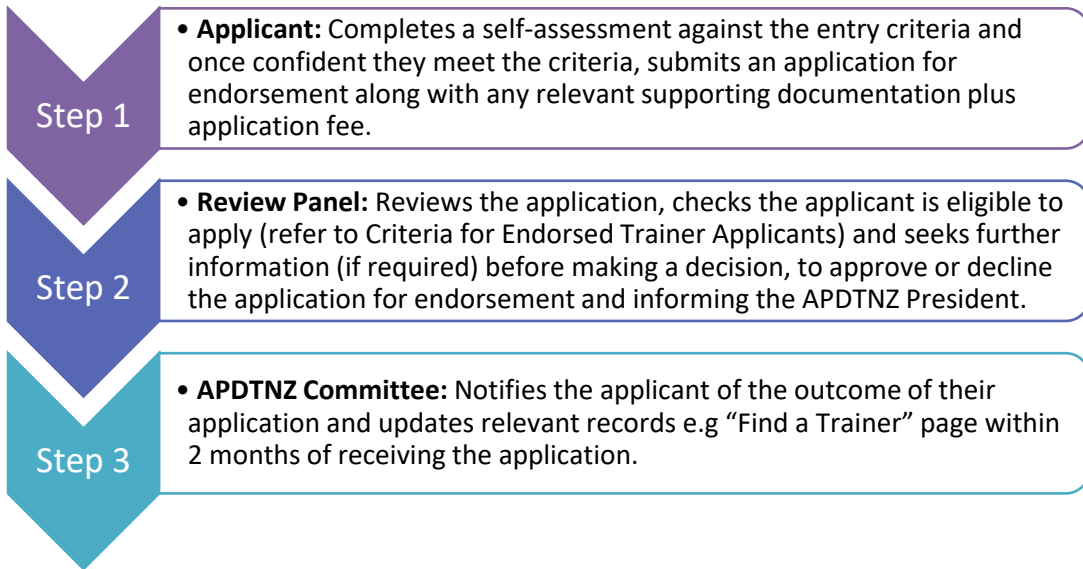 Step 1
• Applicant: Completes a self-assessment against the entry criteria and
once confident they meet the criteria, submits an application for
endorsement along with any relevant supporting documentation plus
application fee.
Step 2
• Review Panel: Reviews the application, checks the applicant is eligible to
apply (refer to Criteria for Endorsed Trainer Applicants) and seeks further
information (if required) before making a decision, to approve or decline
the application for endorsement and informing the APDTNZ President.
Step 3
• APDTNZ Committee: Notifies the applicant of the outcome of their
application and updates relevant records e.g “Find a Trainer” page within
2 months of receiving the application.